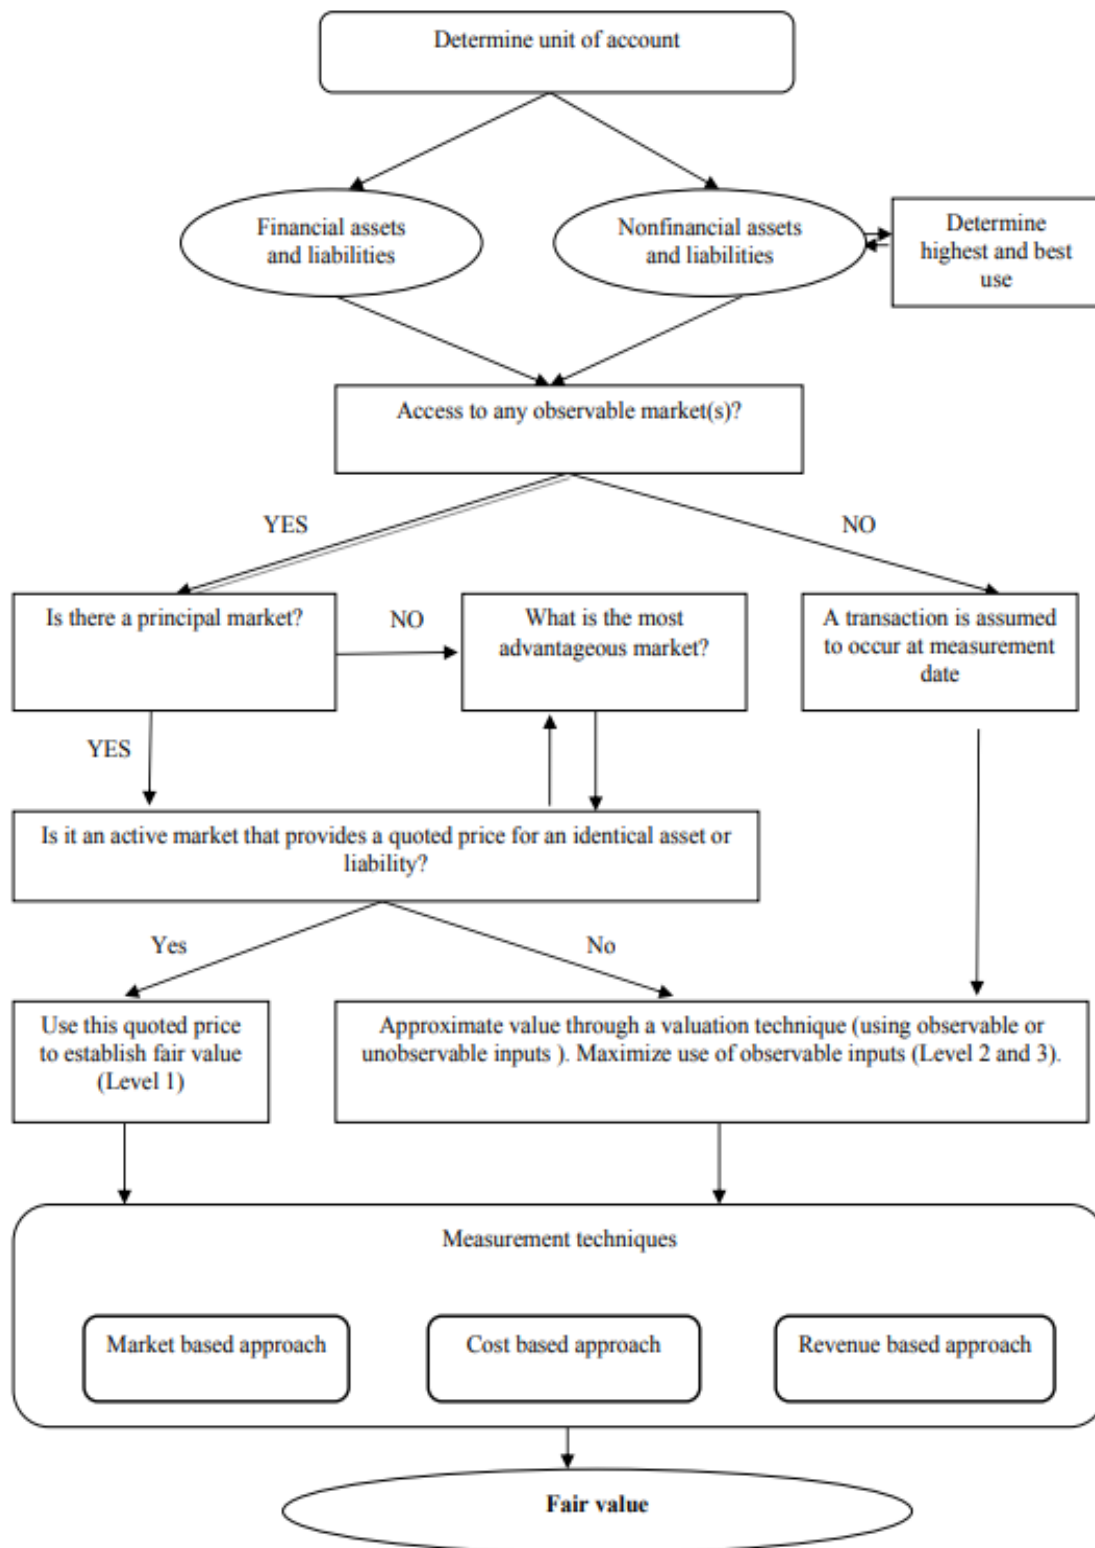 Determine unit of account
Financial assets
and liabilities
Nonfinancial assets
and liabilities
Determine
highest and best
use
Access to any observable market(s)?
YES
NO
Is there a principal market?
NO
What is the most
advantageous market?
A transaction is assumed
to occur at measurement
date
YES
Is it an active market that provides a quoted price for an identical asset or
liability?
Yes
No
Use this quoted price
to establish fair value
(Level 1)
Approximate value through a valuation technique (using observable or
unobservable inputs ). Maximize use of observable inputs (Level 2 and 3).
Measurement techniques
Market based approach
Cost based approach
Revenue based approach
Fair value